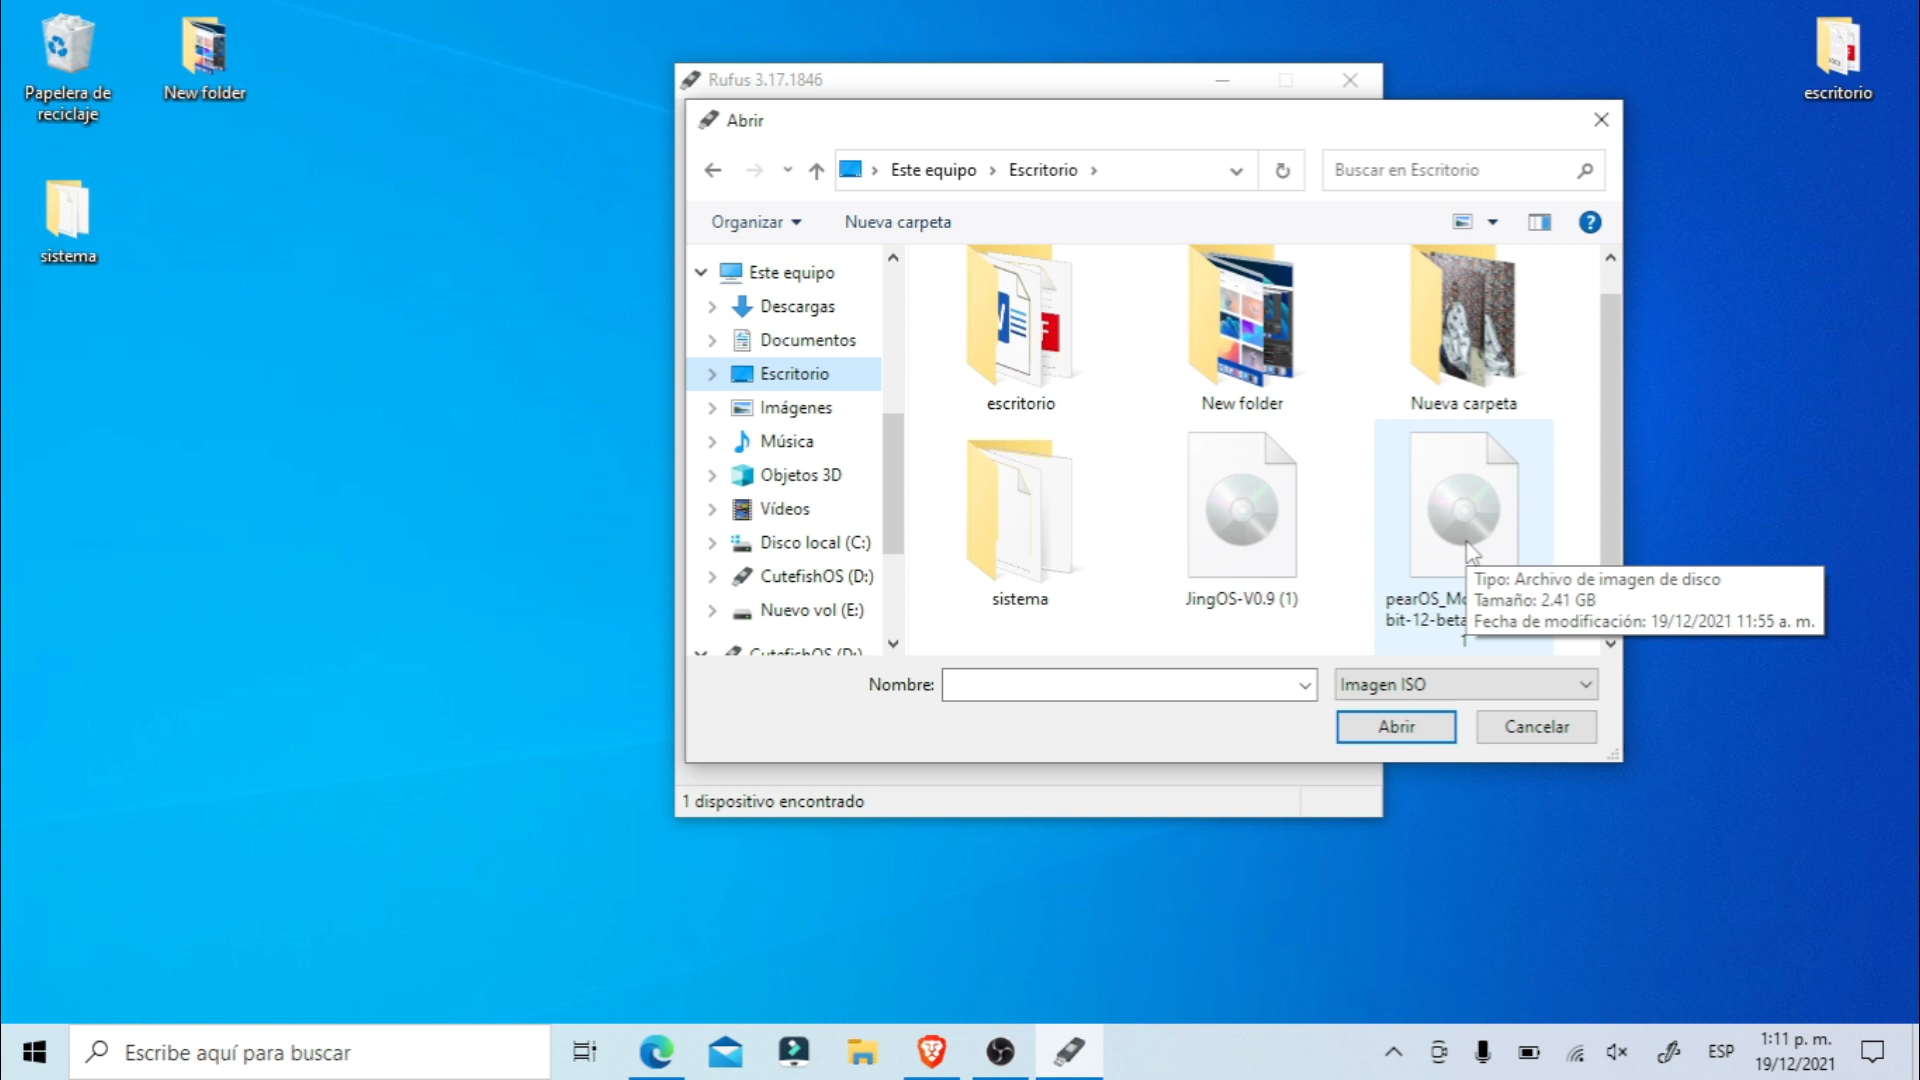 Papelera de
reciclaje
New folder
sistema
escritorio
Rufus 3.17.1846
Abrir
Este equipo
Escritorio
Buscar en Escritorio
Organizar
Nueva carpeta
Este equipo
Descargas
Documentos
Escritorio
Imágenes
Música
Objetos 3D
Vídeos
Disco local (C:)
CutefishOS (D:)
Nuevo vol (E:)
CutefishOS (D:)
escritorio
New folder
Nueva carpeta
sistema
JingOS-V0.9 (1)
bit-12-beta
Tipo: Archivo de imagen de disco
Tamaño: 2.41 GB
Fecha de modificación: 19/12/2021 11:55 a. m.
Nombre:
Imagen ISO
Abrir
Cancelar
1 dispositivo encontrado
Escribe aquí para buscar
ESP
1:11 p. m.
19/12/2021